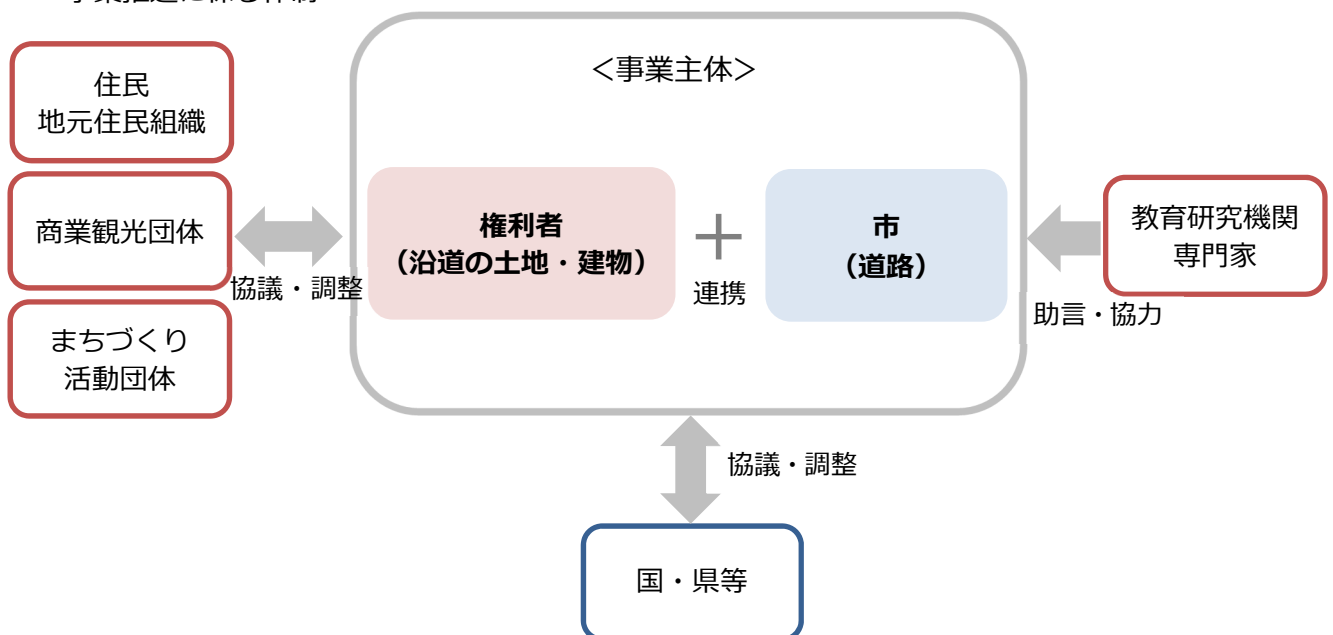 <事業主体>
住民
地元住民組織
商業観光団体
まちづくり
活動団体
協議・調整
権利者
(沿道の土地・建物)
+
連携
市
(道路)
教育研究機関
専門家
助言・協力
協議・調整
国・県等